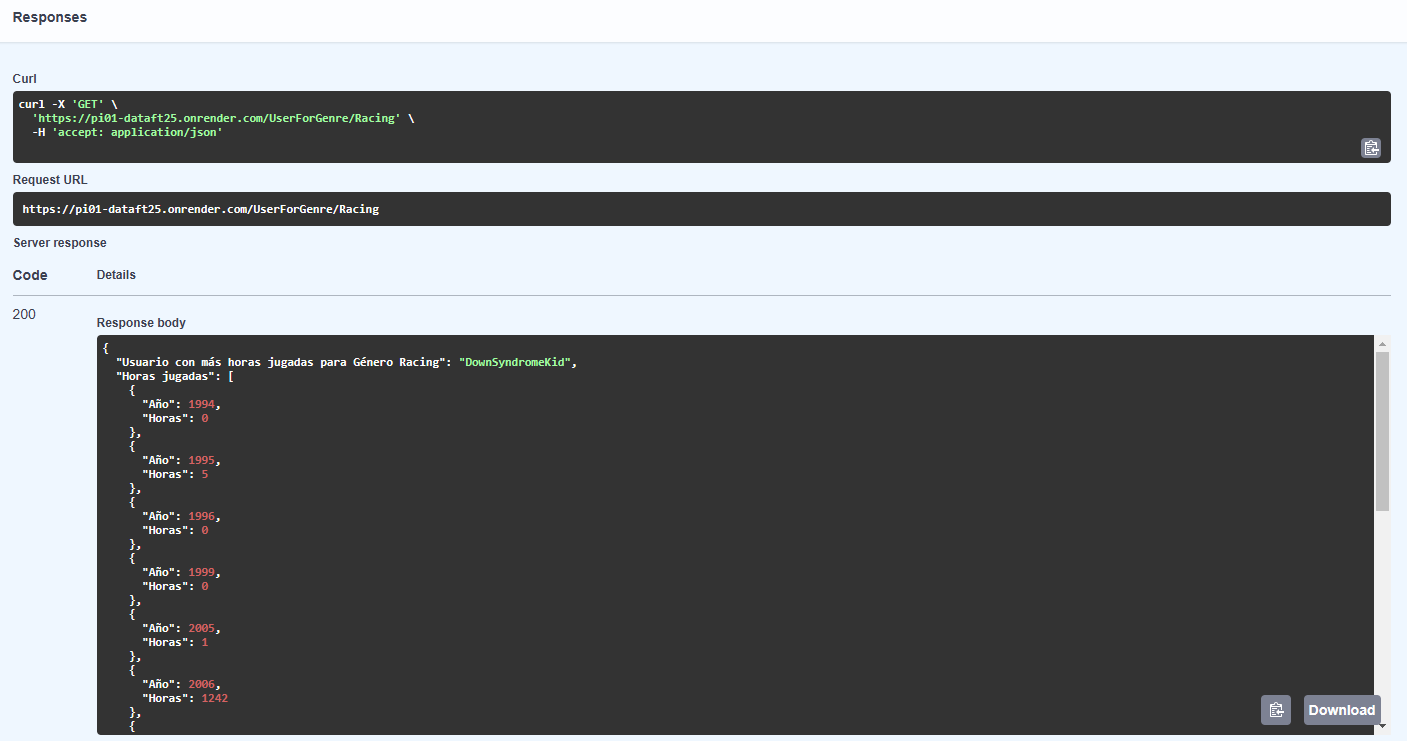 Responses
Curl
curl -X 'GET' \
  'https://pi01-dataft25.onrender.com/UserForGenre/Racing' \
  -H 'accept: application/json'
Request URL
https://pi01-dataft25.onrender.com/UserForGenre/Racing
Server response
Code Details
200
Response body
{
  "Usuario con más horas jugadas para Género Racing": "DownSyndromeKid",
  "Horas jugadas": [
    {
      "Año": 1994,
      "Horas": 0
    },
    {
      "Año": 1995,
      "Horas": 5
    },
    {
      "Año": 1996,
      "Horas": 0
    },
    {
      "Año": 1999,
      "Horas": 0
    },
    {
      "Año": 2005,
      "Horas": 1
    },
    {
      "Año": 2006,
      "Horas": 1242
    },
    {
Download